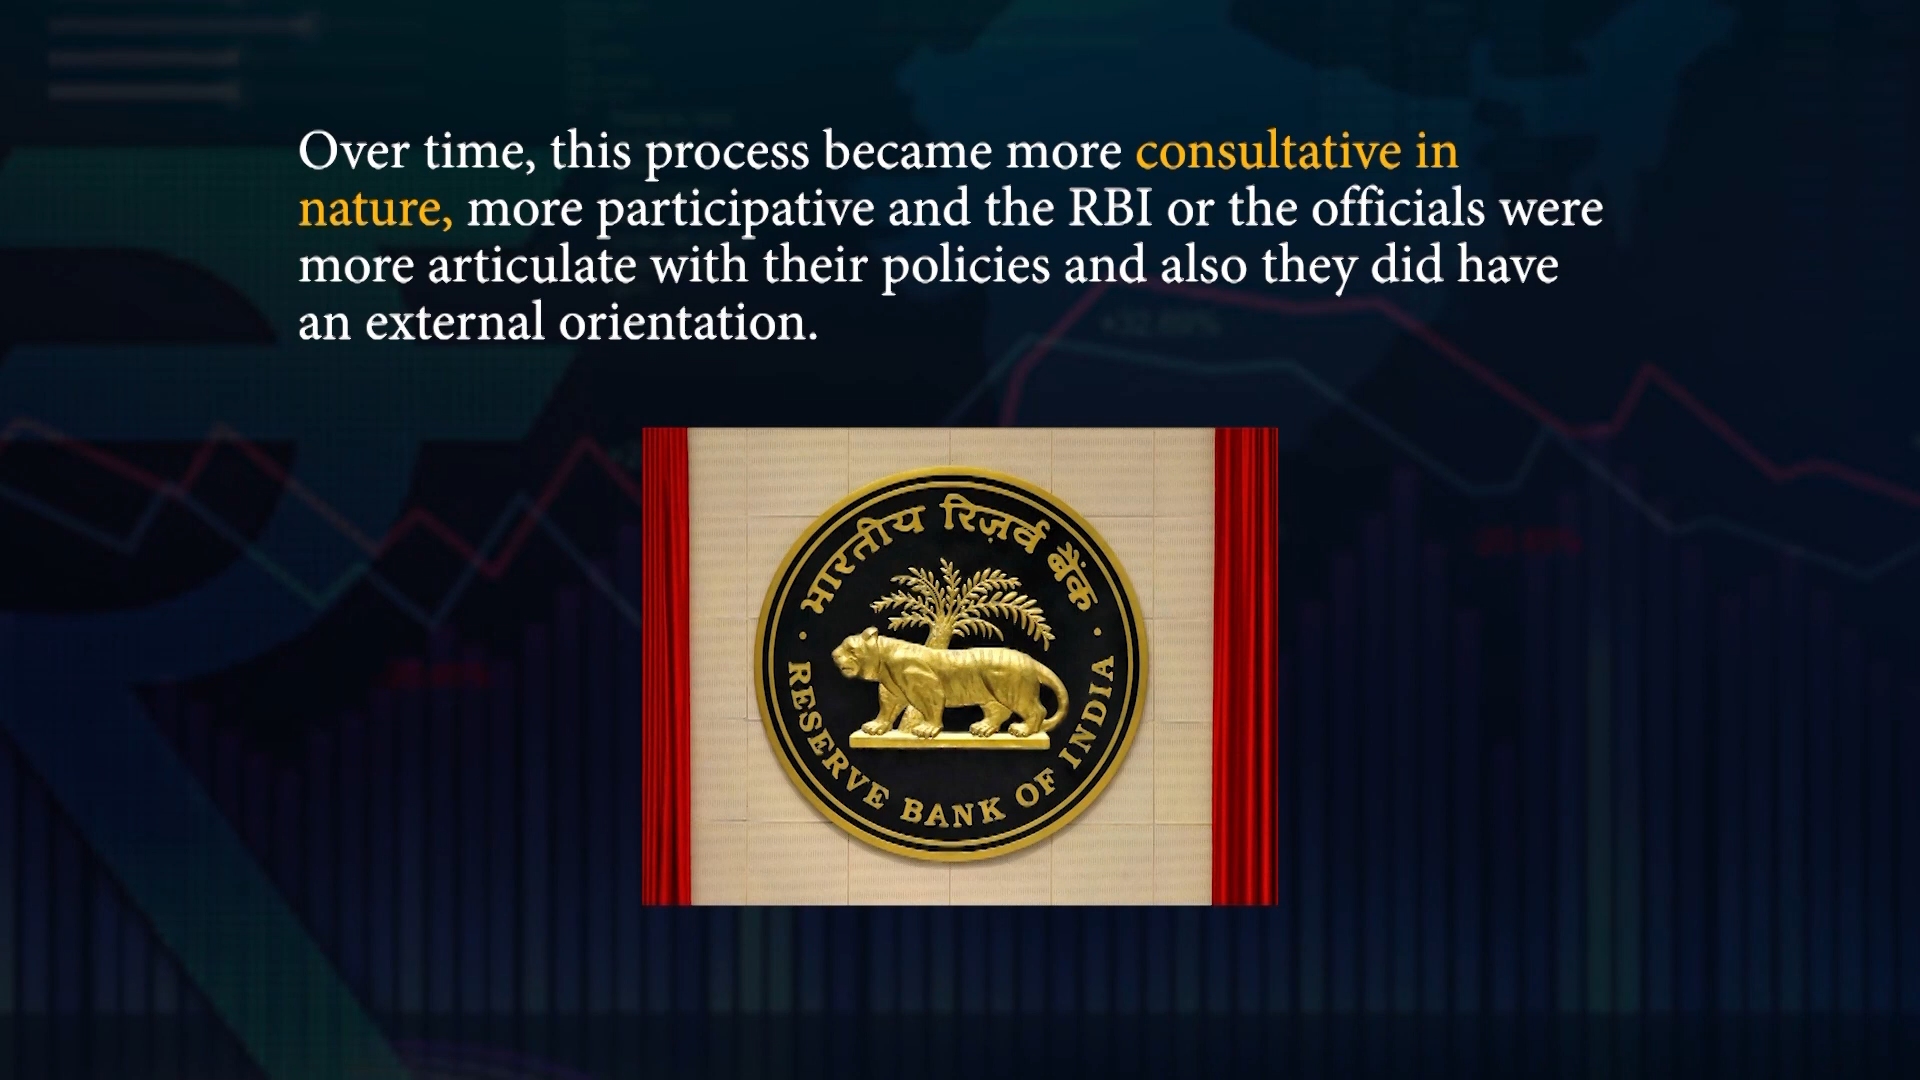 Over time, this process became more consultative in
nature, more participative and the RBI or the officials were
more articulate with their policies and also they did have
an external orientation.
भारतीय रिज़र्व बैंक
RESERVE BANK OF INDIA